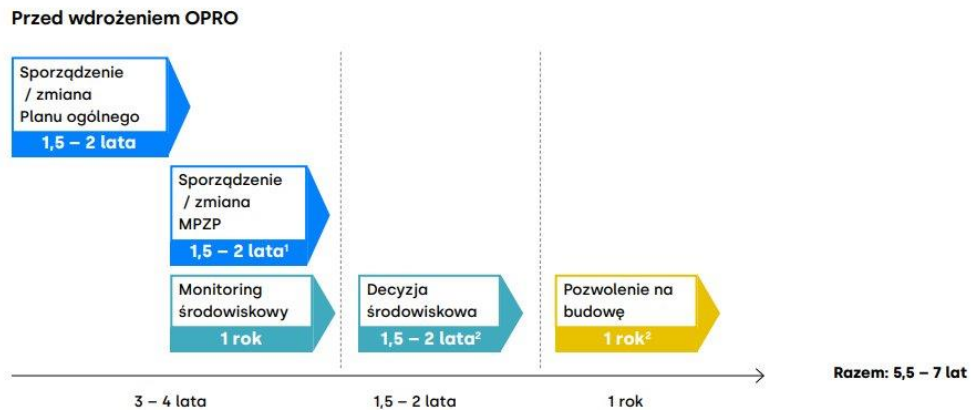 Przed wdrożeniem OPRO
Sporządzenie
/ zmiana
Planu ogólnego
1,5 – 2 lata
Sporządzenie
/ zmiana
MPZP
1,5 – 2 lata¹
Monitoring
środowiskowy
1 rok
Decyzja
środowiskowa
1,5 – 2 lata²
Pozwolenie na
budowę
1 rok²
Razem: 5,5 – 7 lat
3 – 4 lata
1,5 – 2 lata
1 rok